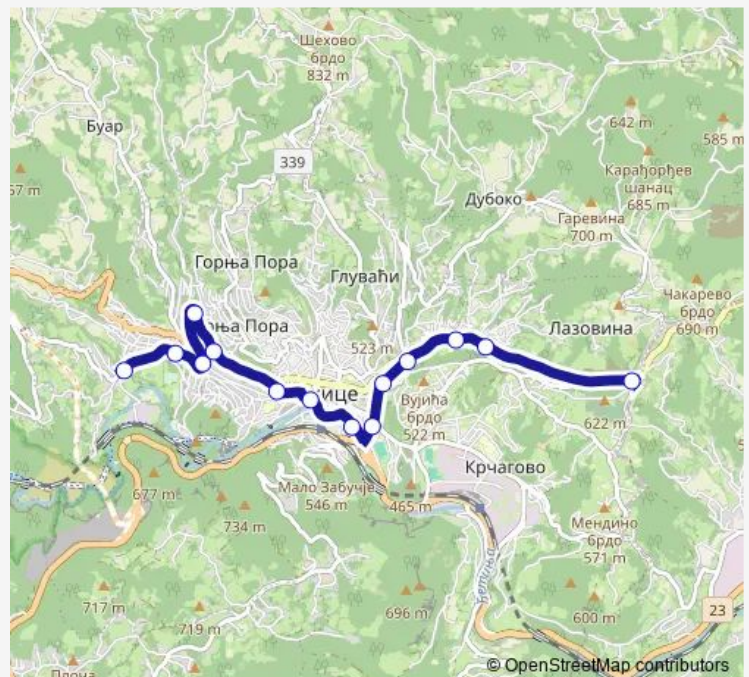 Шехово
брдо
832 m
Буар
642 m
585 m
339
Карађорђев
шанац
685 m
57 m
Дубоко
Гаревина
700 m
Горња Пора
Глуваћи
Чакарево
брдо
690 m
ња Пора
Лазовина
523 m
ице
Вујића
брдо
522 m
622 m
Крчагово
Мало Забучје
546 m
465 m
677 m
734 m
Мендино
брдо
571 m
Ђетиња
717 m
719 m
696 m
600 m
23
Плоча
© OpenStreetMap contributors